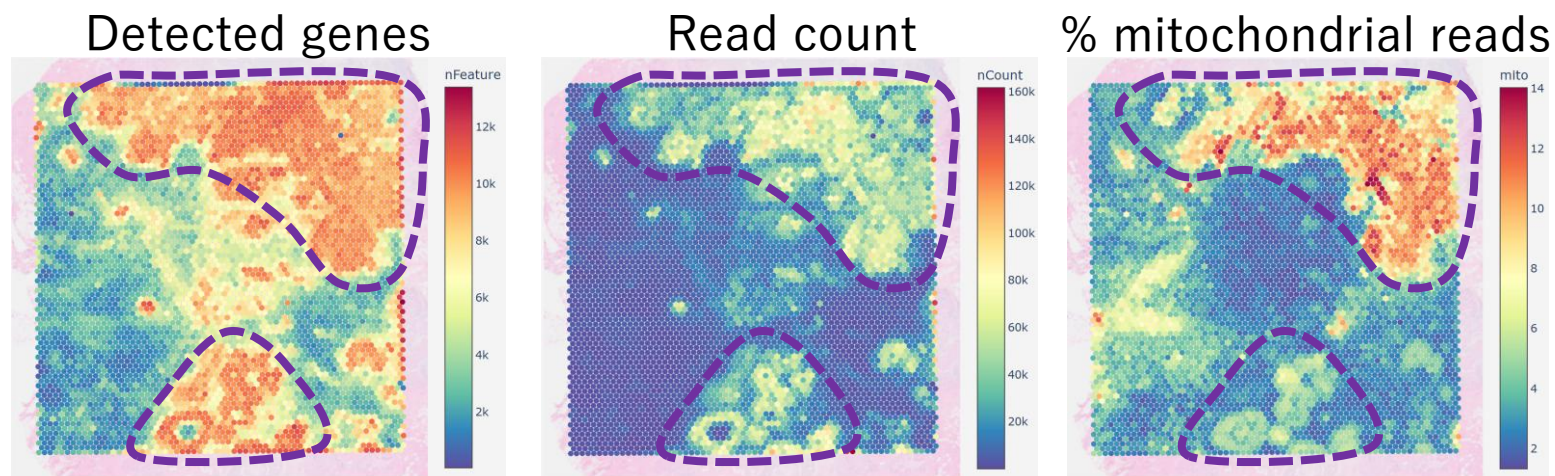 Detected genes
nFeature
12k
10k
8k
6k
4k
2k
Read count
nCount
160k
140k
120k
100k
80k
60k
40k
20k
% mitochondrial reads
mito
14
12
10
8
6
4
2